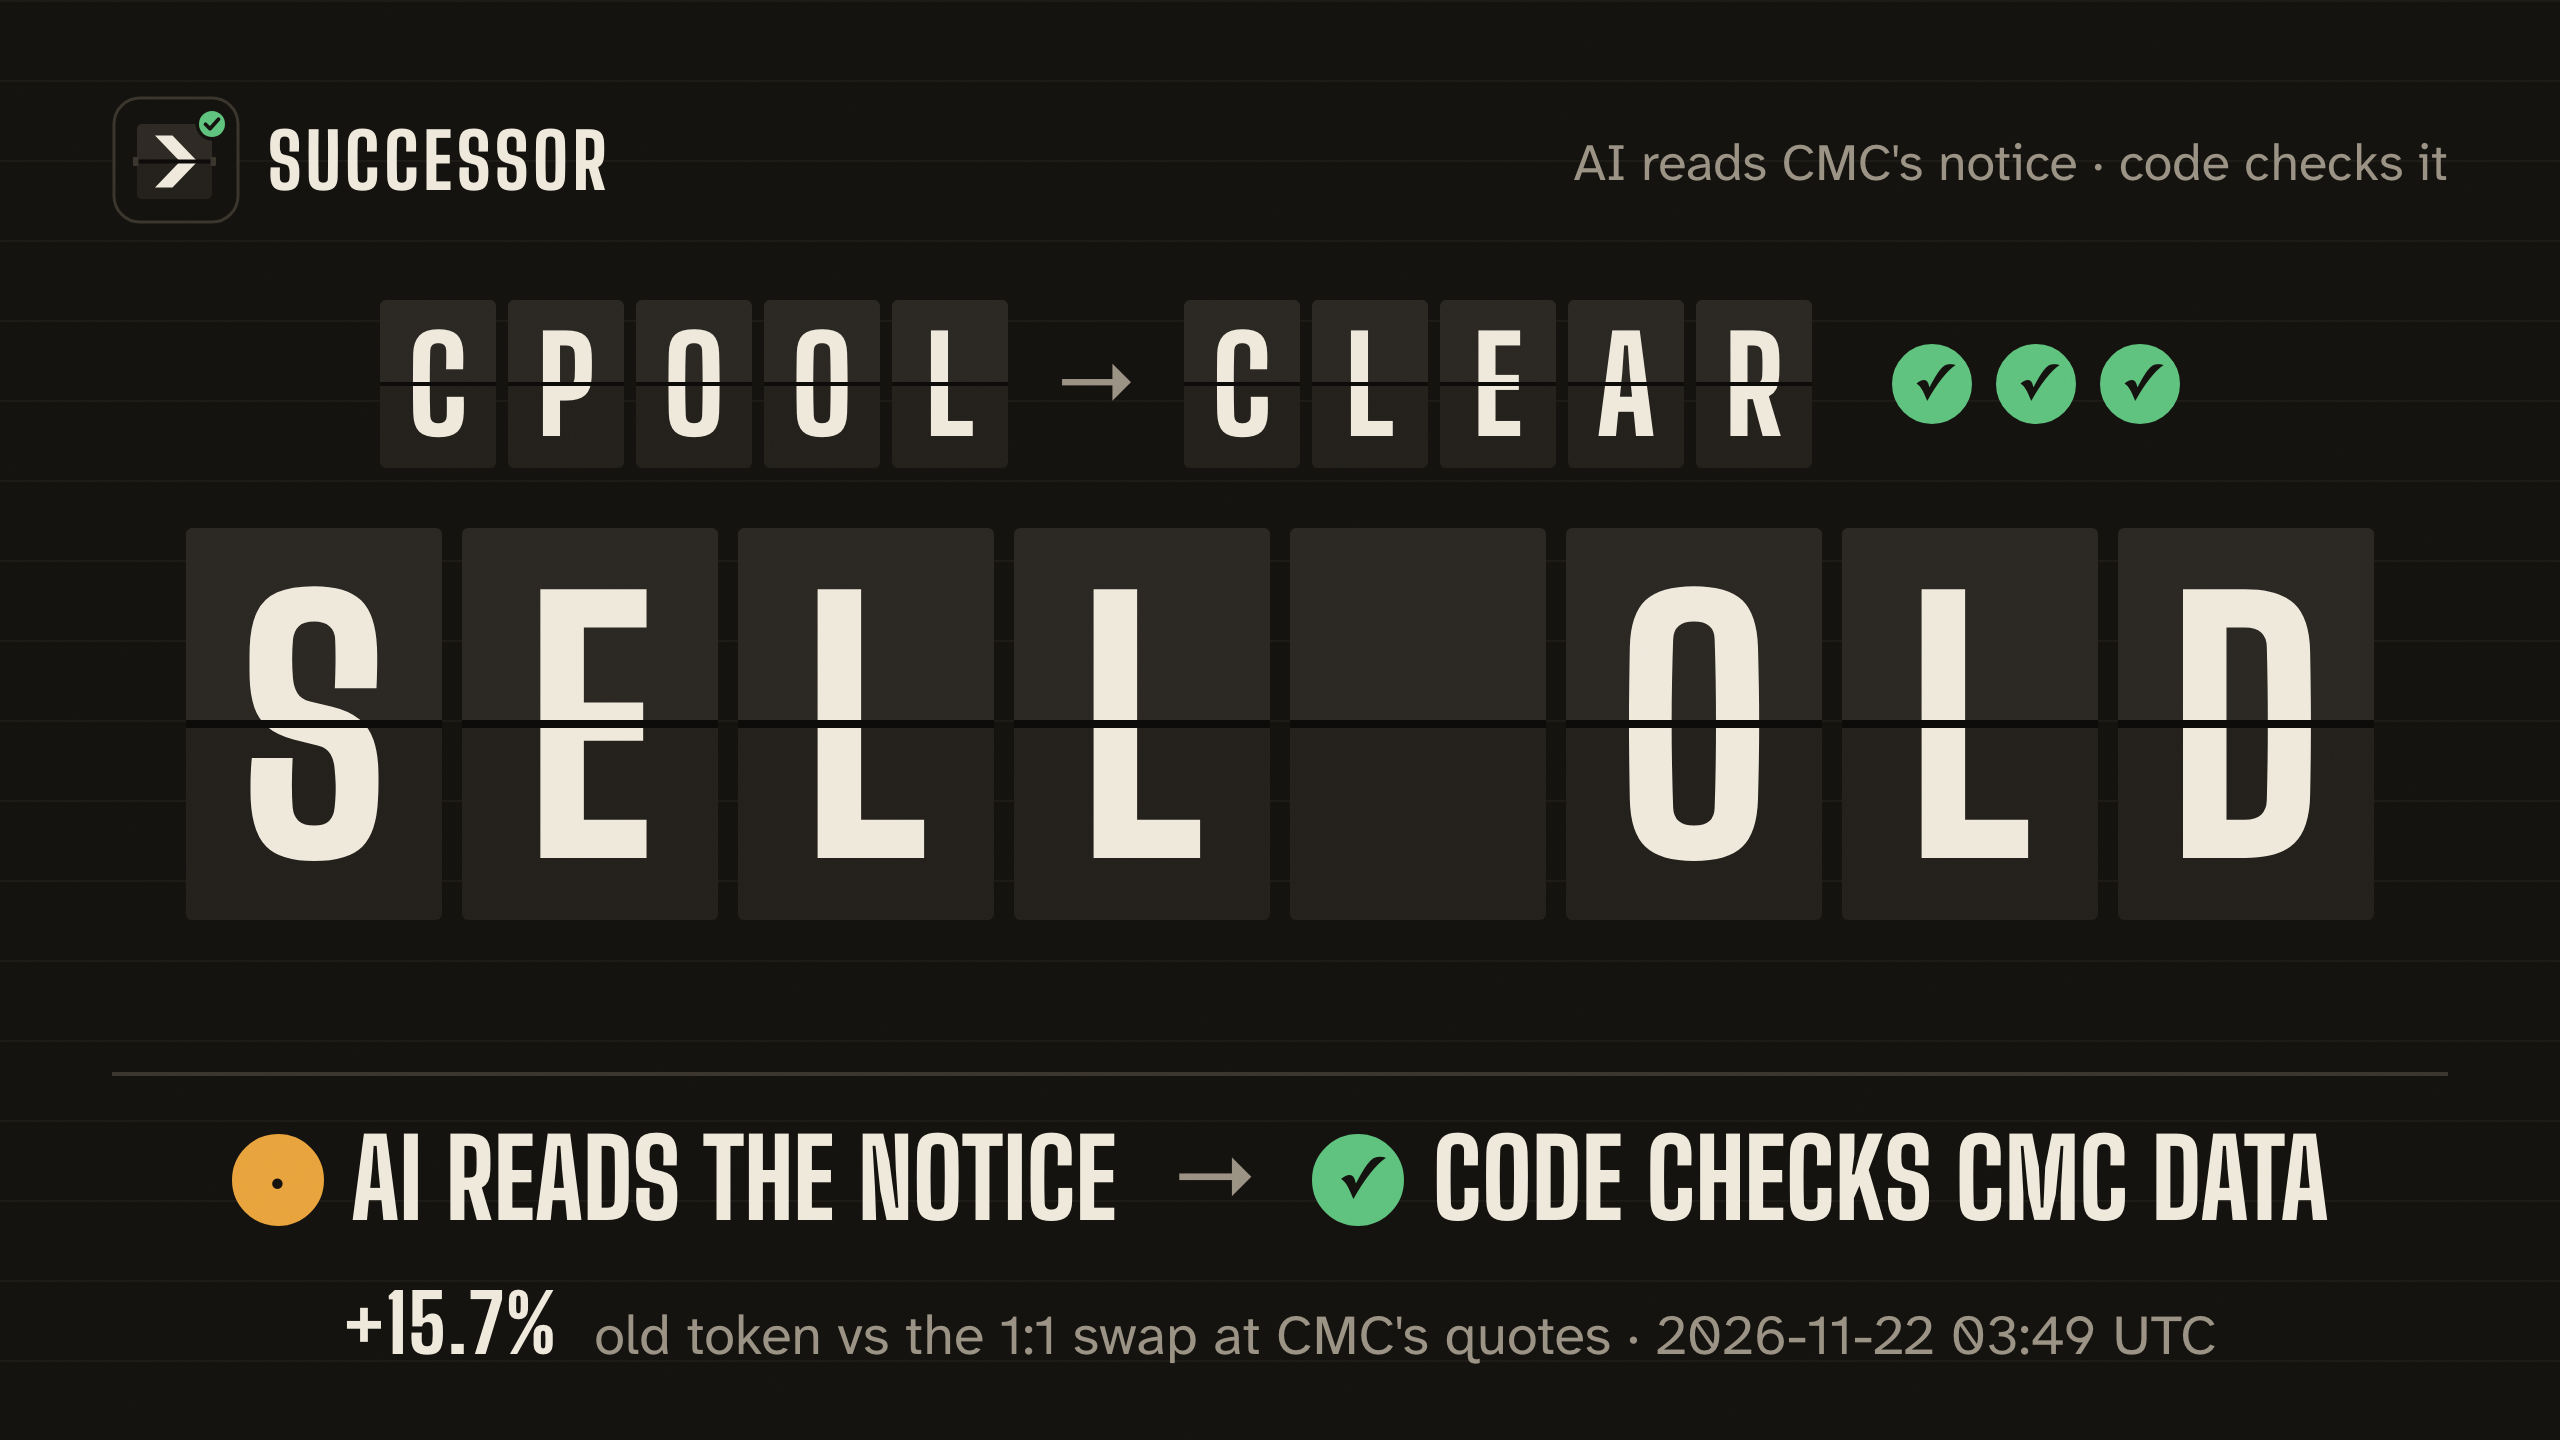 SUCCESSOR
AI reads CMC's notice · code checks it
CPOOL → CLEAR ✓ ✓ ✓
SELL OLD
AI READS THE NOTICE → ✓ CODE CHECKS CMC DATA
+15.7% old token vs the 1:1 swap at CMC's quotes · 2026-11-22 03:49 UTC